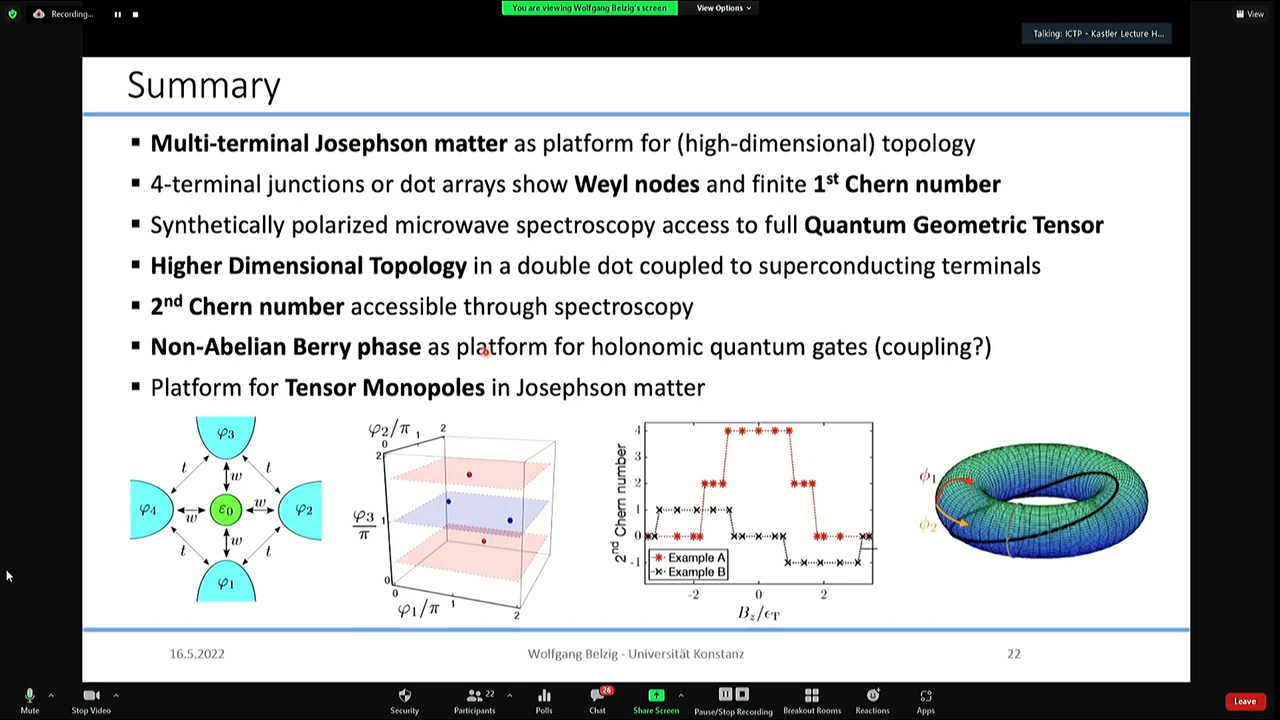 You are viewing Wolfgang Belzig's screen
View Options
Recording...
View
Talking: ICTP - Kastler Lecture H...
Summary
▪ Multi-terminal Josephson matter as platform for (high-dimensional) topology
▪ 4-terminal junctions or dot arrays show Weyl nodes and finite 1st Chern number
▪ Synthetically polarized microwave spectroscopy access to full Quantum Geometric Tensor
▪ Higher Dimensional Topology in a double dot coupled to superconducting terminals
▪ 2nd Chern number accessible through spectroscopy
▪ Non-Abelian Berry phase as platform for holonomic quantum gates (coupling?)
▪ Platform for Tensor Monopoles in Josephson matter
φ3
t
w
t
φ4
w
ε0
w
φ2
t
w
t
φ1
φ2/π
0
1
2
2
φ3/π
1
0
0
φ1/π
1
2
2nd Chern number
4
3
2
1
0
-1
Example A
Example B
-2
0
2
Bz/ϵT
ϕ1
ϕ2
16.5.2022
Wolfgang Belzig - Universität Konstanz
22
Mute
Stop Video
Security
22
Participants
Polls
26
Chat
Share Screen
Pause/Stop Recording
Breakout Rooms
Reactions
Apps
Leave